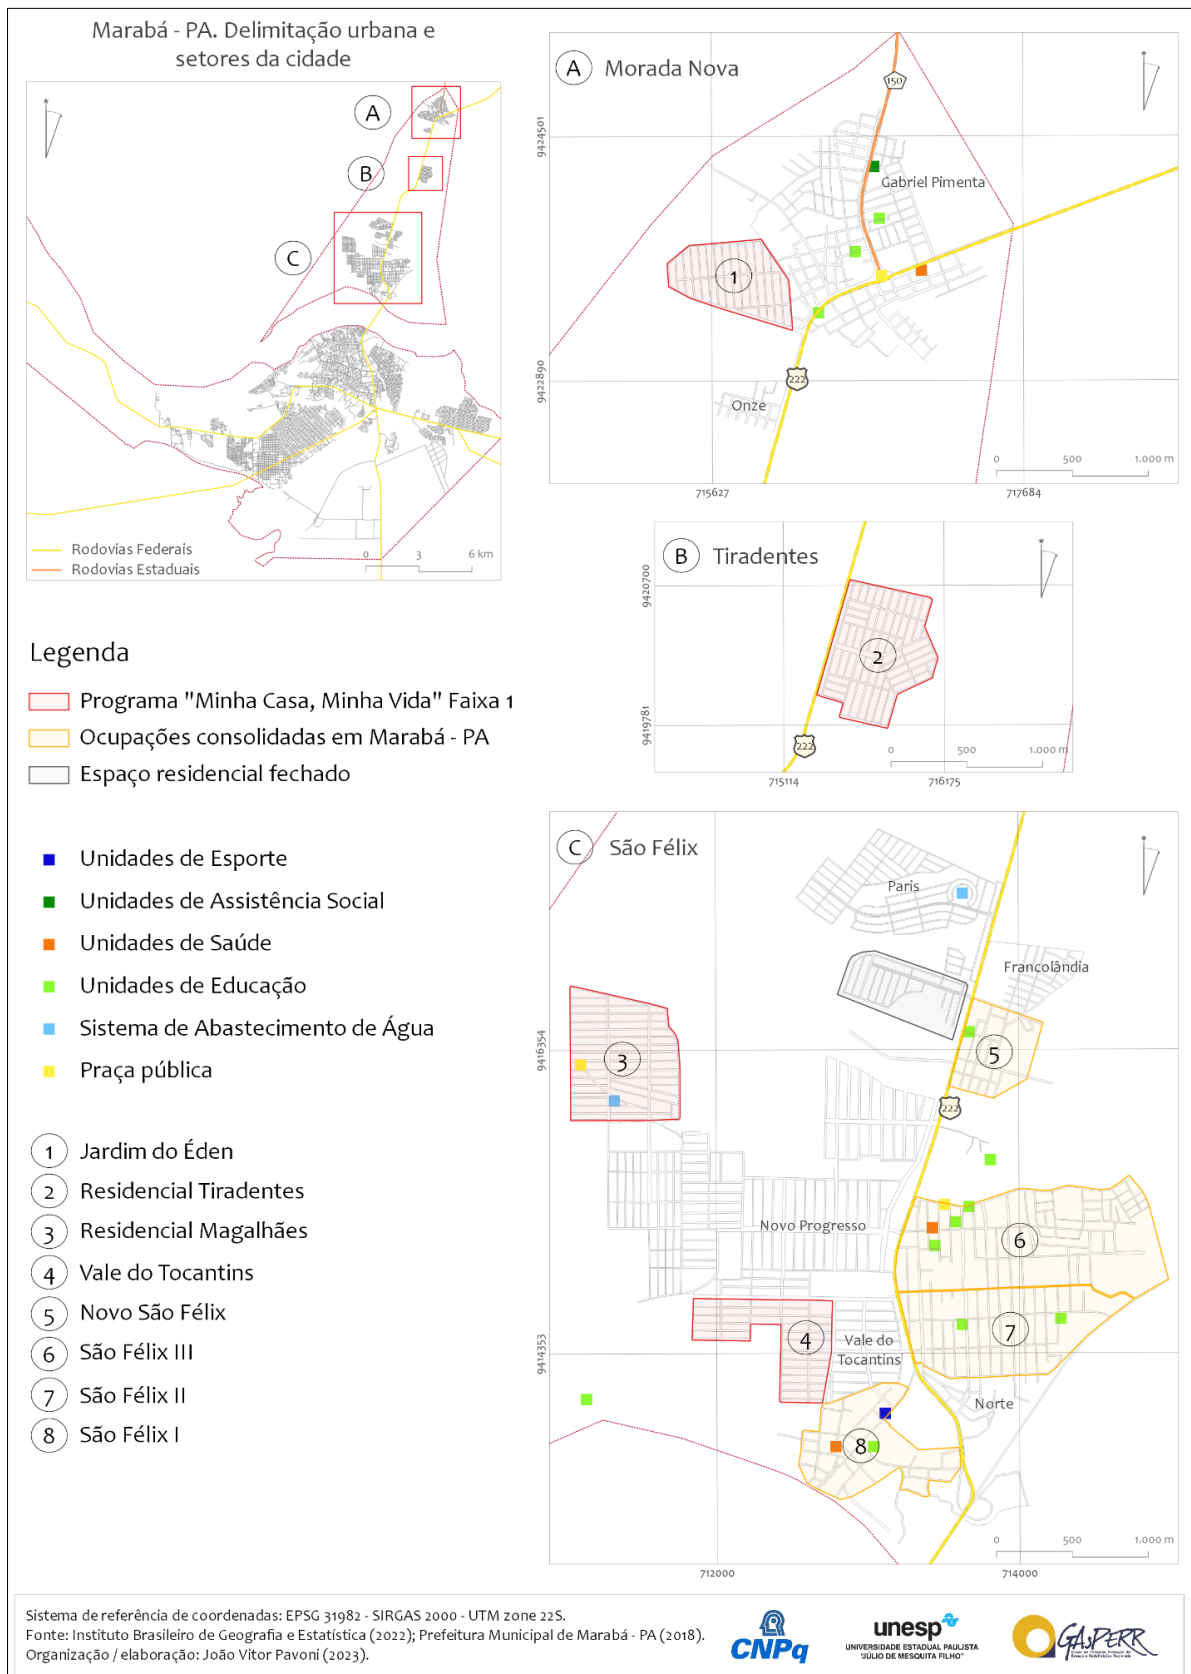 Marabá - PA. Delimitação urbana e
setores da cidade
A
B
C
Rodovias Federais
Rodovias Estaduais
0 3 6 km
A Morada Nova
150
9424501
Gabriel Pimenta
1
9422890
222
Onze
0 500 1.000 m
715627 717684
B Tiradentes
9420700
2
9419781
222
0 500 1.000 m
715114 716175
Legenda
Programa "Minha Casa, Minha Vida" Faixa 1
Ocupações consolidadas em Marabá - PA
Espaço residencial fechado
Unidades de Esporte
Unidades de Assistência Social
Unidades de Saúde
Unidades de Educação
Sistema de Abastecimento de Água
Praça pública
1 Jardim do Éden
2 Residencial Tiradentes
3 Residencial Magalhães
4 Vale do Tocantins
5 Novo São Félix
6 São Félix III
7 São Félix II
8 São Félix I
C São Félix
Paris
Francolândia
9416354
3
5
222
Novo Progresso
6
7
4
Vale do
Tocantins
9414353
Norte
8
0 500 1.000 m
712000 714000
Sistema de referência de coordenadas: EPSG 31982 - SIRGAS 2000 - UTM zone 22S.
Fonte: Instituto Brasileiro de Geografia e Estatística (2022); Prefeitura Municipal de Marabá - PA (2018).
Organização / elaboração: João Vitor Pavoni (2023).
CNPq
unesp
UNIVERSIDADE ESTADUAL PAULISTA
"JÚLIO DE MESQUITA FILHO"
GAsPERR